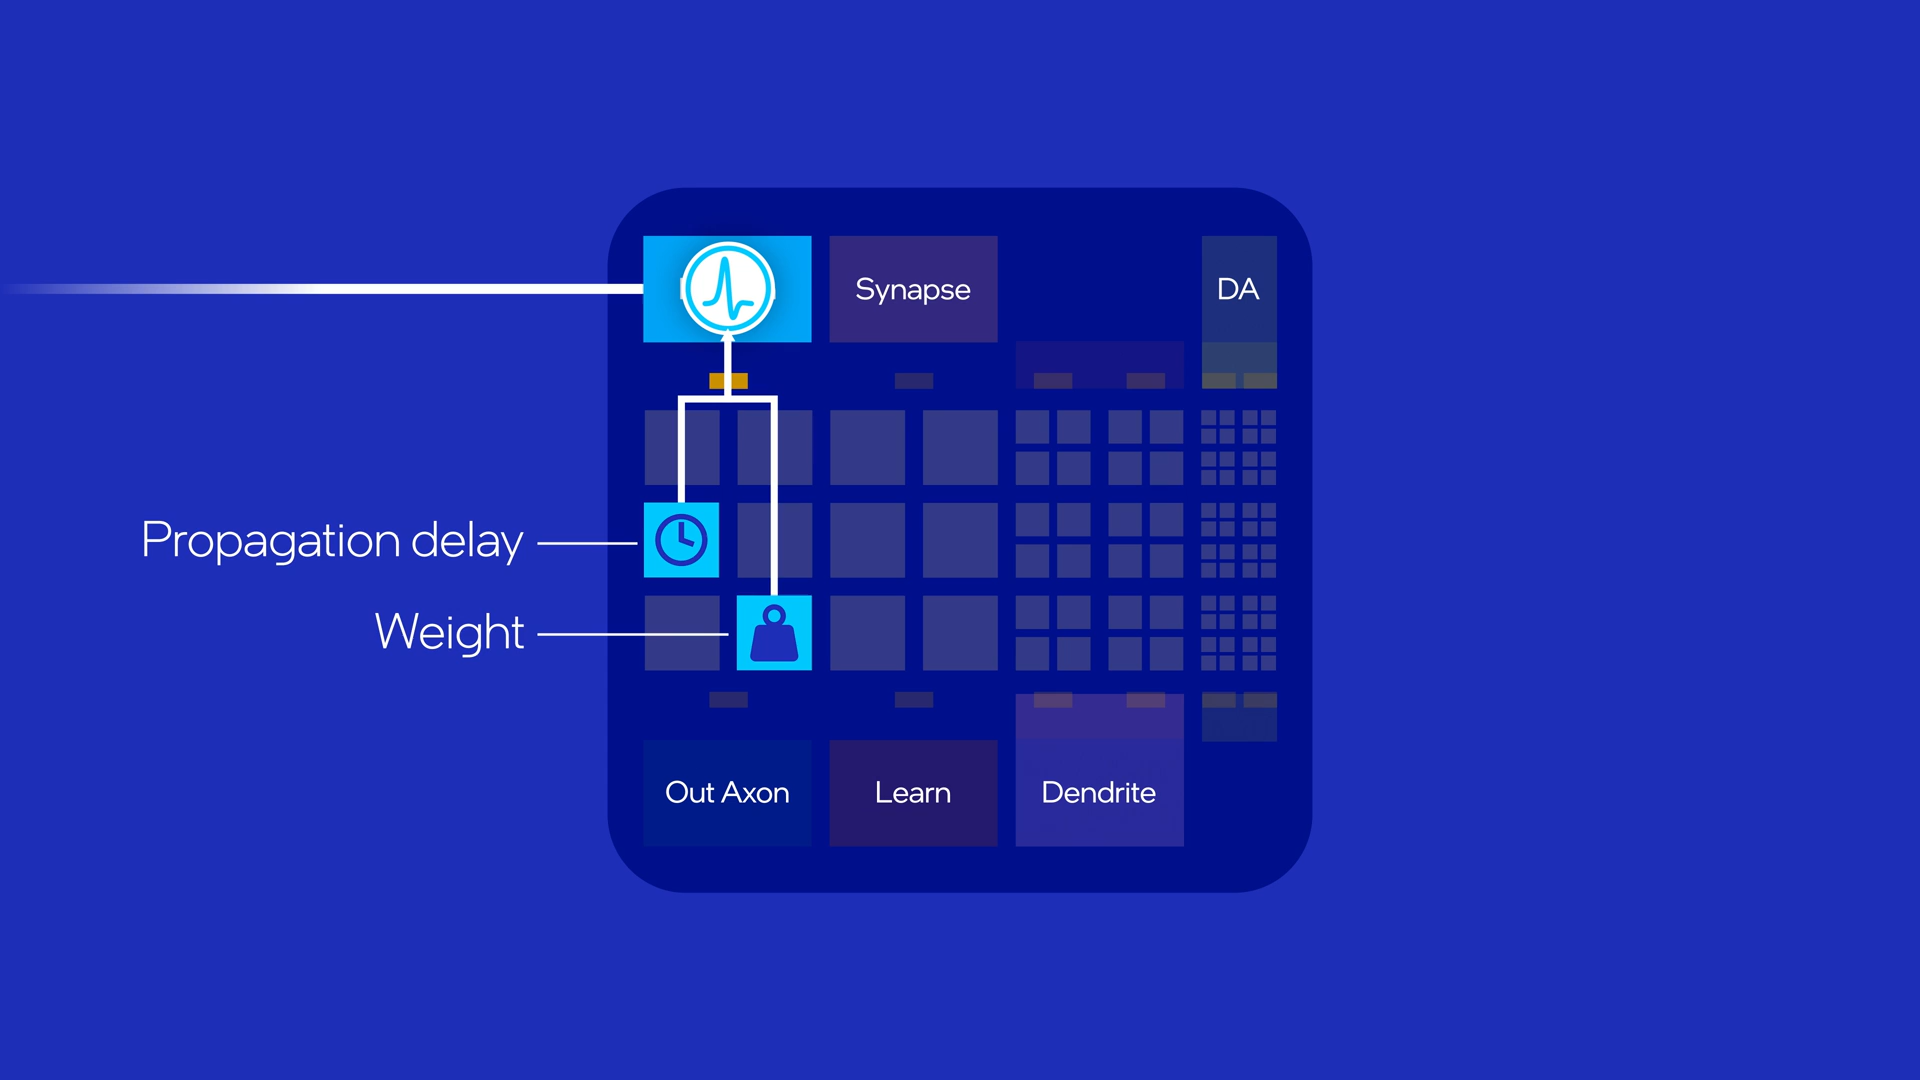 Synapse
DA
Propagation delay
Weight
Out Axon
Learn
Dendrite